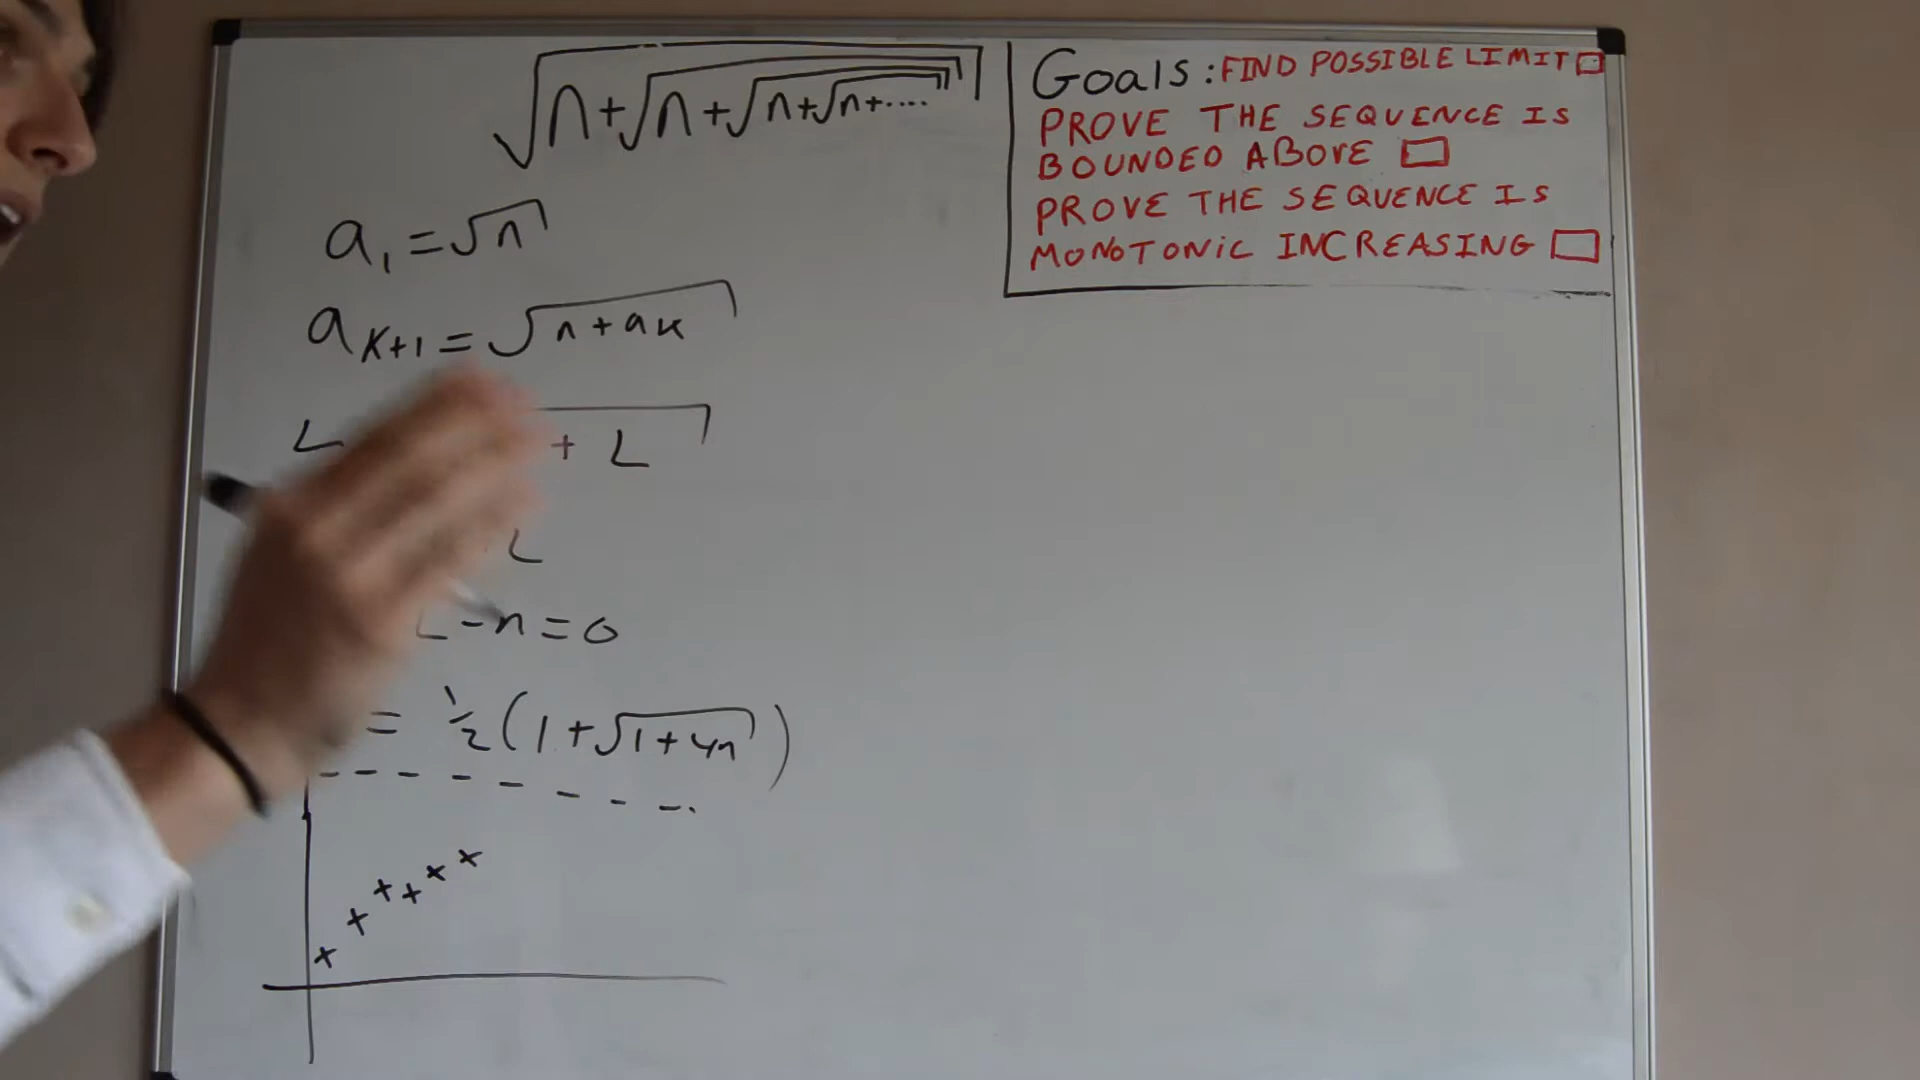 √n+√n+√n+√n+....
Goals: FIND POSSIBLE LIMIT
PROVE THE SEQUENCE IS
BOUNDED ABOVE
PROVE THE SEQUENCE IS
MONOTONIC INCREASING
a₁=√n
aₖ₊₁=√n+aₖ
L + L
L
L-n=0
= ½(1+√1+4n)